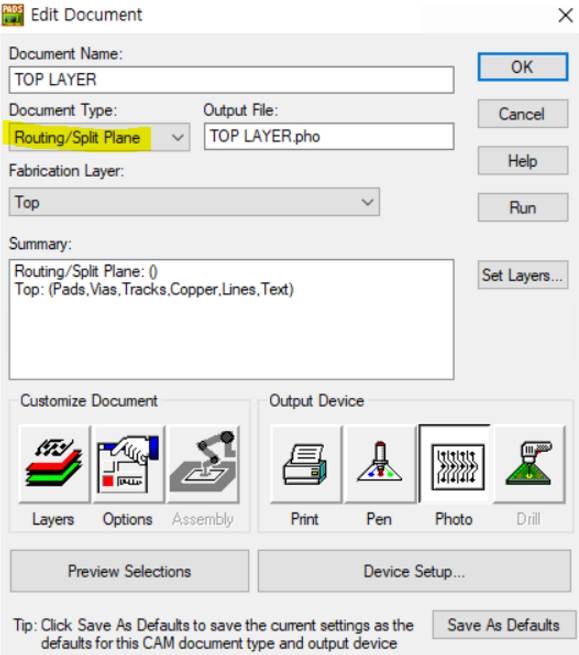 PADS Edit Document
Document Name:
TOP LAYER
OK
Document Type:
Output File:
Cancel
Routing/Split Plane
TOP LAYER.pho
Help
Fabrication Layer:
Top
Run
Summary:
Routing/Split Plane: ()
Top: (Pads,Vias,Tracks,Copper,Lines,Text)
Set Layers...
Customize Document
Output Device
Layers
Options
Assembly
Print
Pen
Photo
Drill
Preview Selections
Device Setup...
Tip: Click Save As Defaults to save the current settings as the
defaults for this CAM document type and output device
Save As Defaults